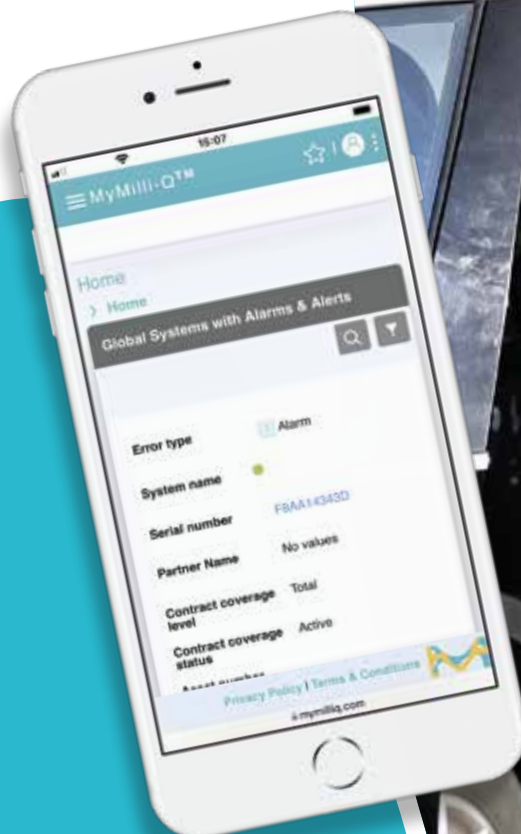 15:07
MyMilli-Q™
Home
> Home
Global Systems with Alarms & Alerts
Error type Alarm
System name
Serial number F8AA14343D
Partner Name No values
Contract coverage level Total
Contract coverage status Active
Privacy Policy | Terms & Conditions
mymilliq.com